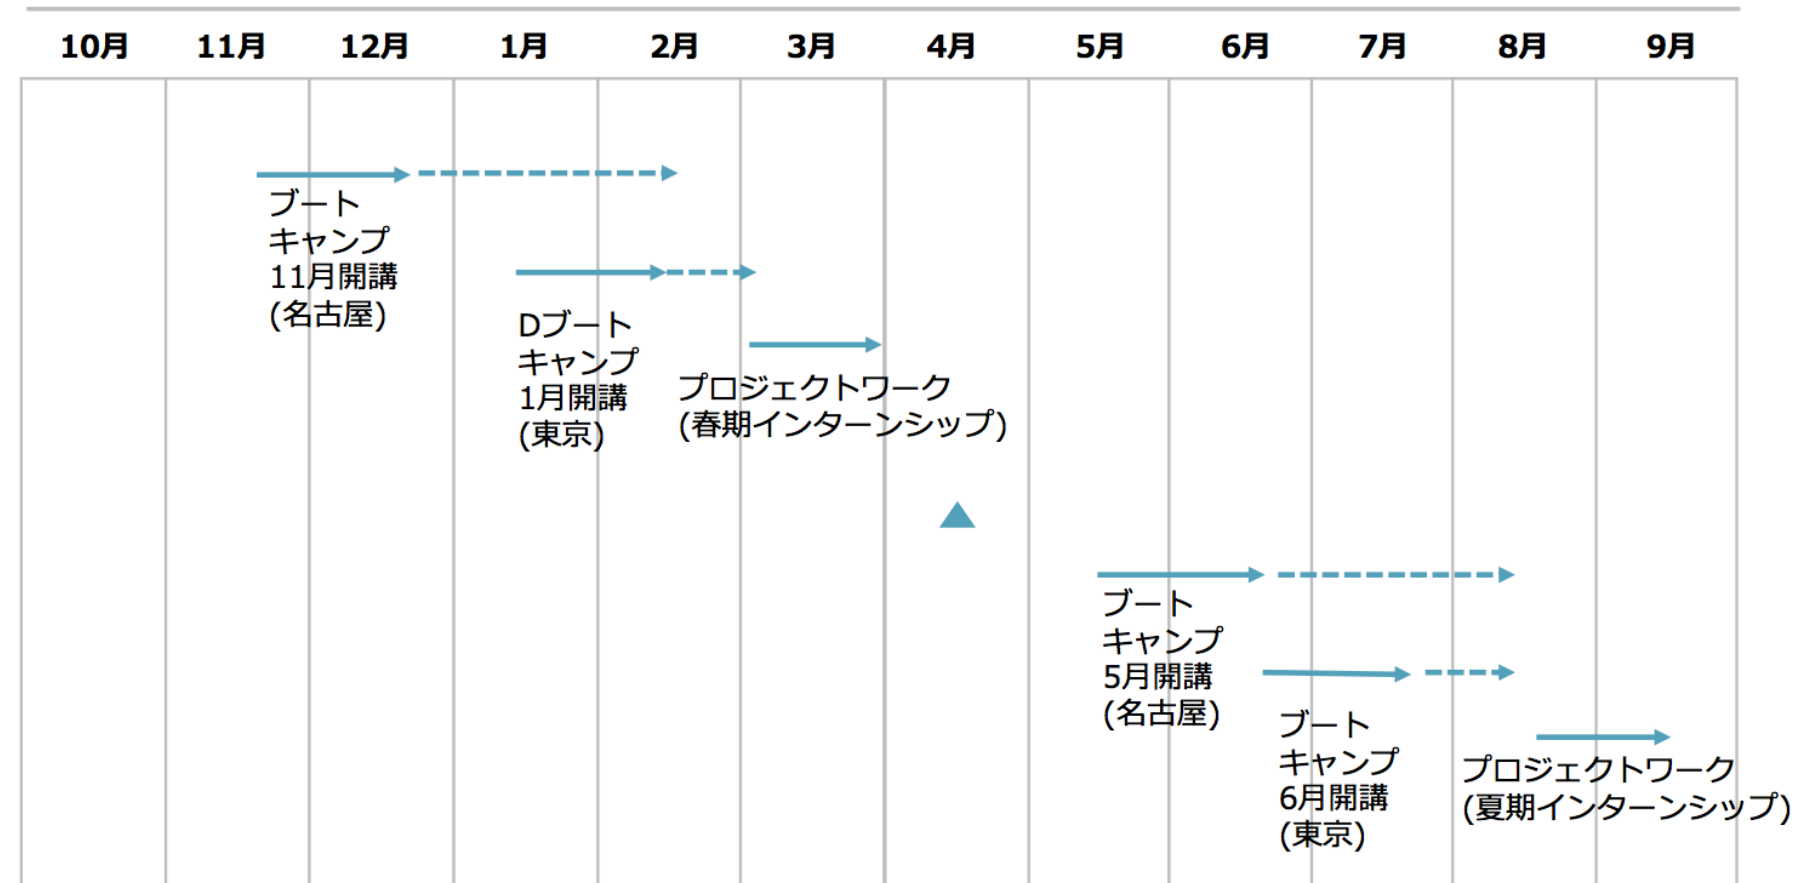 10月 11月 12月 1月 2月 3月 4月 5月 6月 7月 8月 9月
ブート
キャンプ
11月開講
(名古屋)
Dブート
キャンプ
1月開講
(東京)
プロジェクトワーク
(春期インターンシップ)
ブート
キャンプ
5月開講
(名古屋)
ブート
キャンプ
6月開講
(東京)
プロジェクトワーク
(夏期インターンシップ)